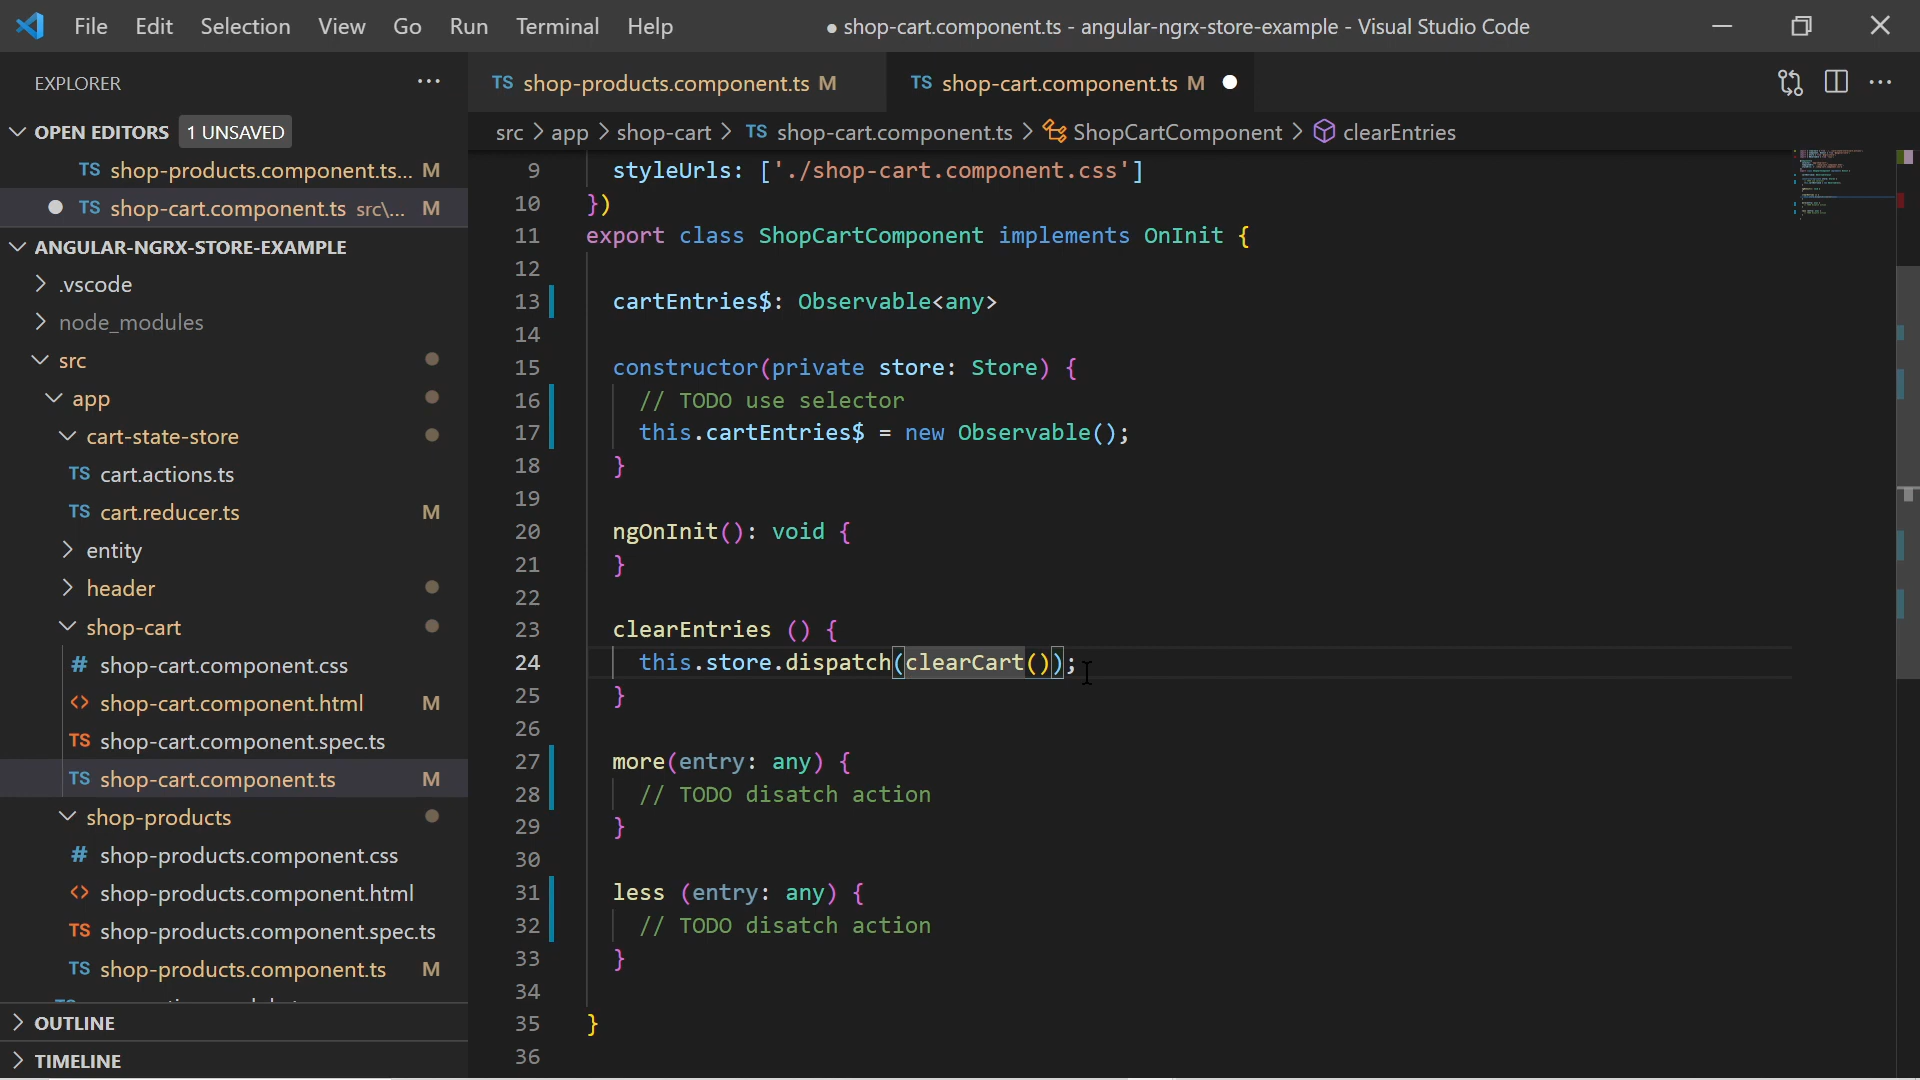 File Edit Selection View Go Run Terminal Help
● shop-cart.component.ts - angular-ngrx-store-example - Visual Studio Code
EXPLORER
OPEN EDITORS 1 UNSAVED
TS shop-products.component.ts... M
TS shop-cart.component.ts src\... M
ANGULAR-NGRX-STORE-EXAMPLE
.vscode
node_modules
src
app
cart-state-store
TS cart.actions.ts
TS cart.reducer.ts M
entity
header
shop-cart
# shop-cart.component.css
<> shop-cart.component.html M
TS shop-cart.component.spec.ts
TS shop-cart.component.ts M
shop-products
# shop-products.component.css
<> shop-products.component.html
TS shop-products.component.spec.ts
TS shop-products.component.ts M
OUTLINE
TIMELINE
TS shop-products.component.ts M
TS shop-cart.component.ts M
src > app > shop-cart > TS shop-cart.component.ts > ShopCartComponent > clearEntries
9 styleUrls: ['./shop-cart.component.css']
10 })
11 export class ShopCartComponent implements OnInit {
12
13 cartEntries$: Observable<any>
14
15 constructor(private store: Store) {
16 // TODO use selector
17 this.cartEntries$ = new Observable();
18 }
19
20 ngOnInit(): void {
21 }
22
23 clearEntries () {
24 this.store.dispatch(clearCart());
25 }
26
27 more(entry: any) {
28 // TODO disatch action
29 }
30
31 less (entry: any) {
32 // TODO disatch action
33 }
34
35 }
36